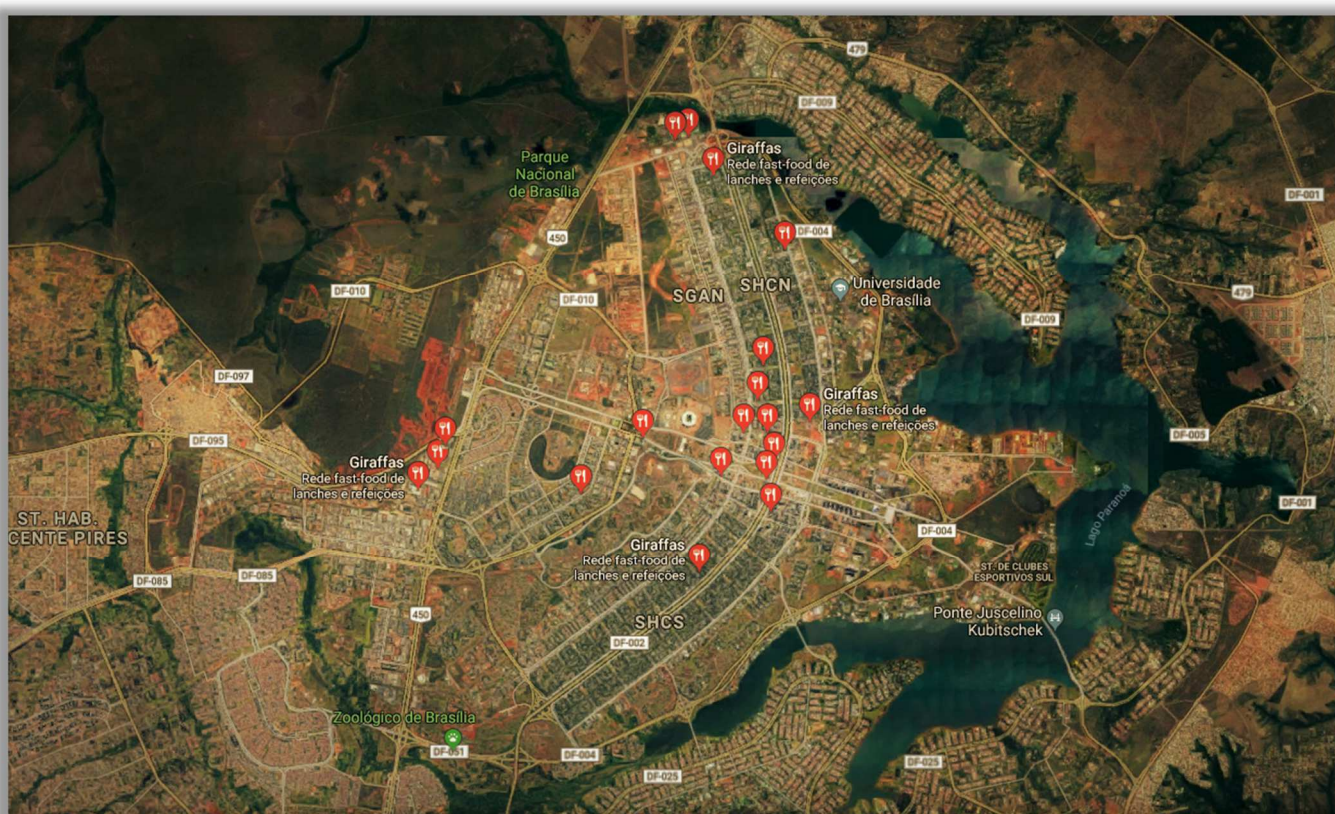 479
DF-009
Parque
Nacional
de Brasília
Giraffas
Rede fast-food de
lanches e refeições
DF-001
450
DF-004
SHCN
SGAN
Universidade
de Brasília
DF-010
DF-010
479
DF-009
DF-097
Giraffas
Rede fast-food de
lanches e refeições
DF-095
DF-005
Giraffas
Rede fast-food de
lanches e refeições
DF-001
Lago Paranoá
ST. HAB.
CENTE PIRES
DF-004
Giraffas
Rede fast-food de
lanches e refeições
ST. DE CLUBES
ESPORTIVOS SUL
DF-085
DF-085
450
SHCS
DF-002
Ponte Juscelino
Kubitschek
Zoológico de Brasília
DF-051
DF-004
DF-025
DF-025